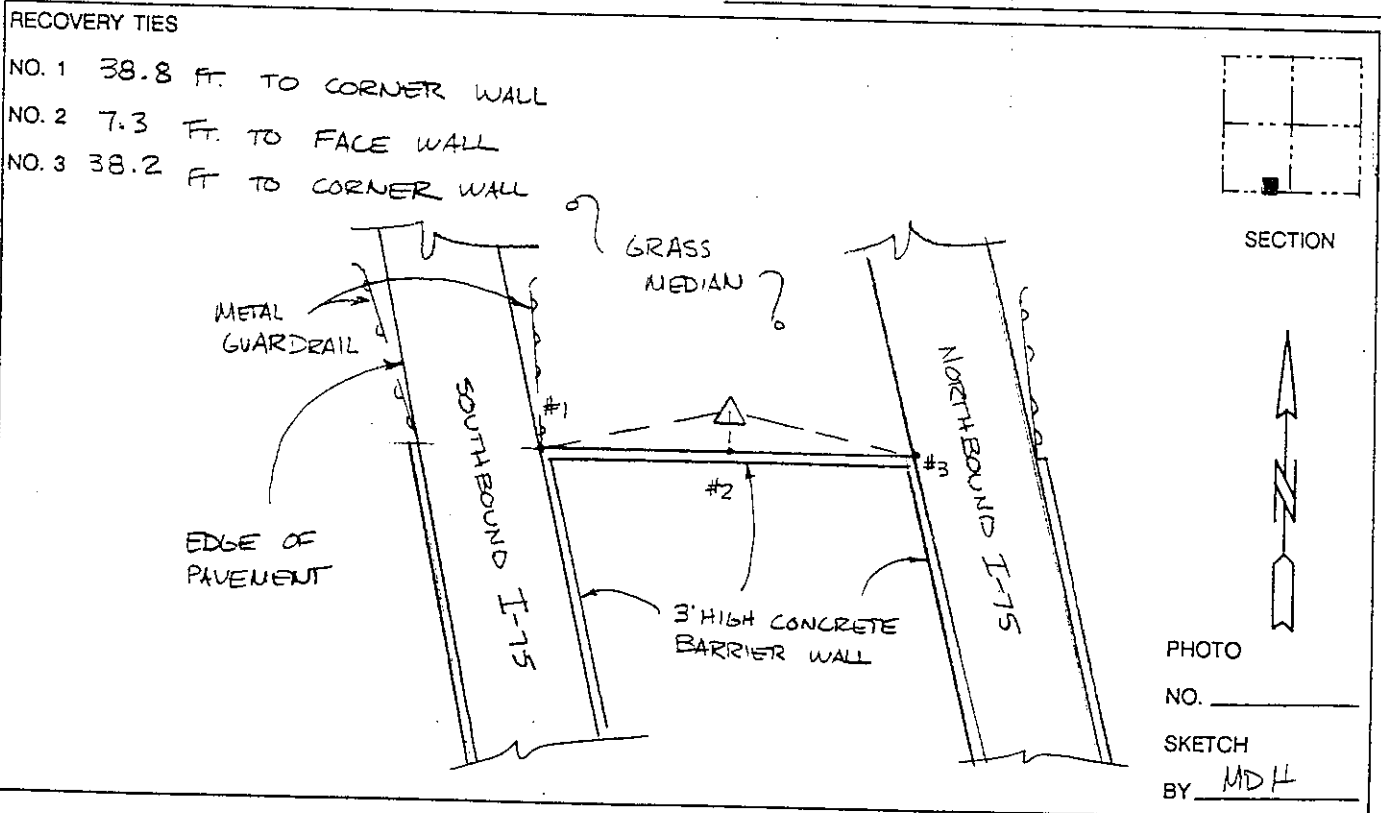 RECOVERY TIES
NO. 1 38.8 FT. TO CORNER WALL
NO. 2 7.3 FT. TO FACE WALL
NO. 3 38.2 FT TO CORNER WALL
SECTION
GRASS
MEDIAN
METAL
GUARDRAIL
SOUTHBOUND I-75
NORTHBOUND I-75
#1
#2
#3
N
EDGE OF
PAVEMENT
3' HIGH CONCRETE
BARRIER WALL
PHOTO
NO.
SKETCH
BY MDH